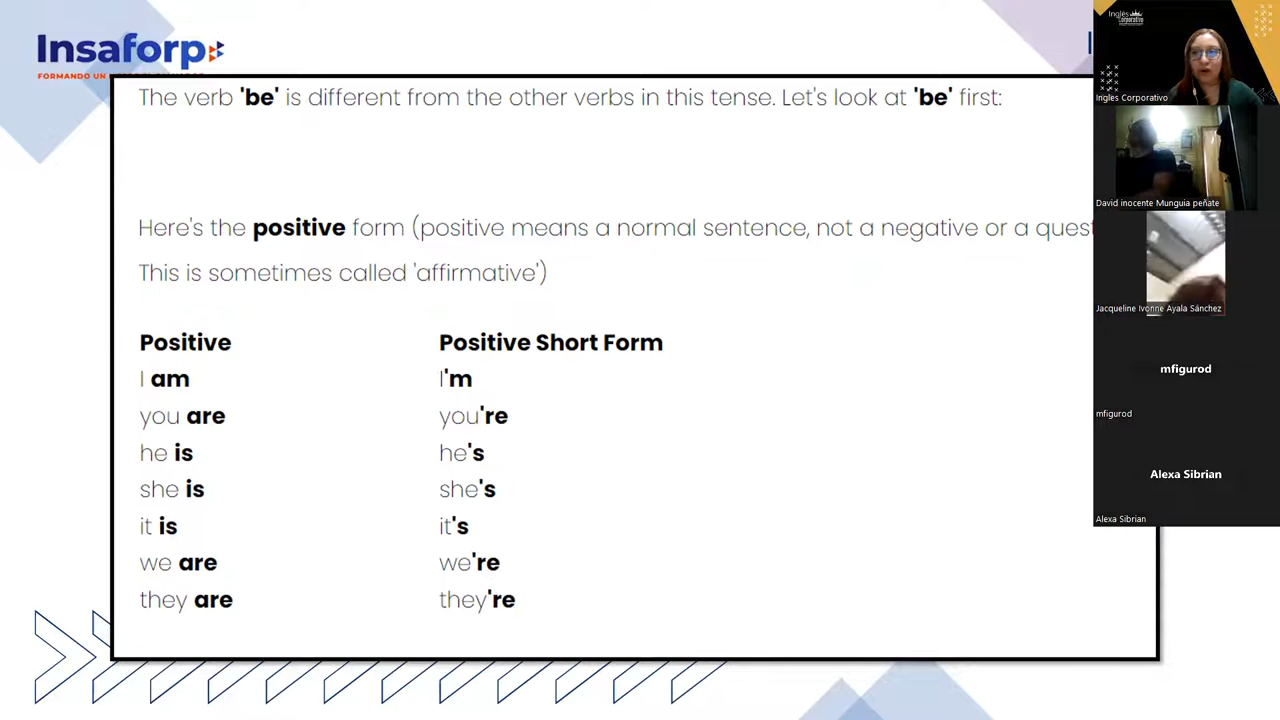 Insaforp
FORMANDO UN
The verb 'be' is different from the other verbs in this tense. Let's look at 'be' first:
Here's the positive form (positive means a normal sentence, not a negative or a quest
This is sometimes called 'affirmative')
Positive Positive Short Form
I am I'm
you are you're
he is he's
she is she's
it is it's
we are we're
they are they're
Inglés
Corporativo
Ingles Corporativo
David inocente Munguia peñate
Jacqueline Ivonne Ayala Sánchez
mfigurod
mfigurod
Alexa Sibrian
Alexa Sibrian